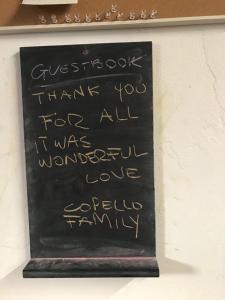 GUESTBOOK
THANK YOU
FOR ALL
IT WAS
WONDERFUL
LOVE
COPELLO
FAMILY